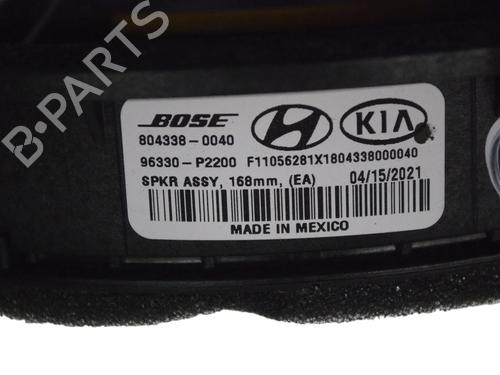 BOSE
KIA
804338-0040
96330-P2200 F11056281X1804338000040
SPKR ASSY, 168mm, (EA) 04/15/2021
MADE IN MEXICO
B-PARTS